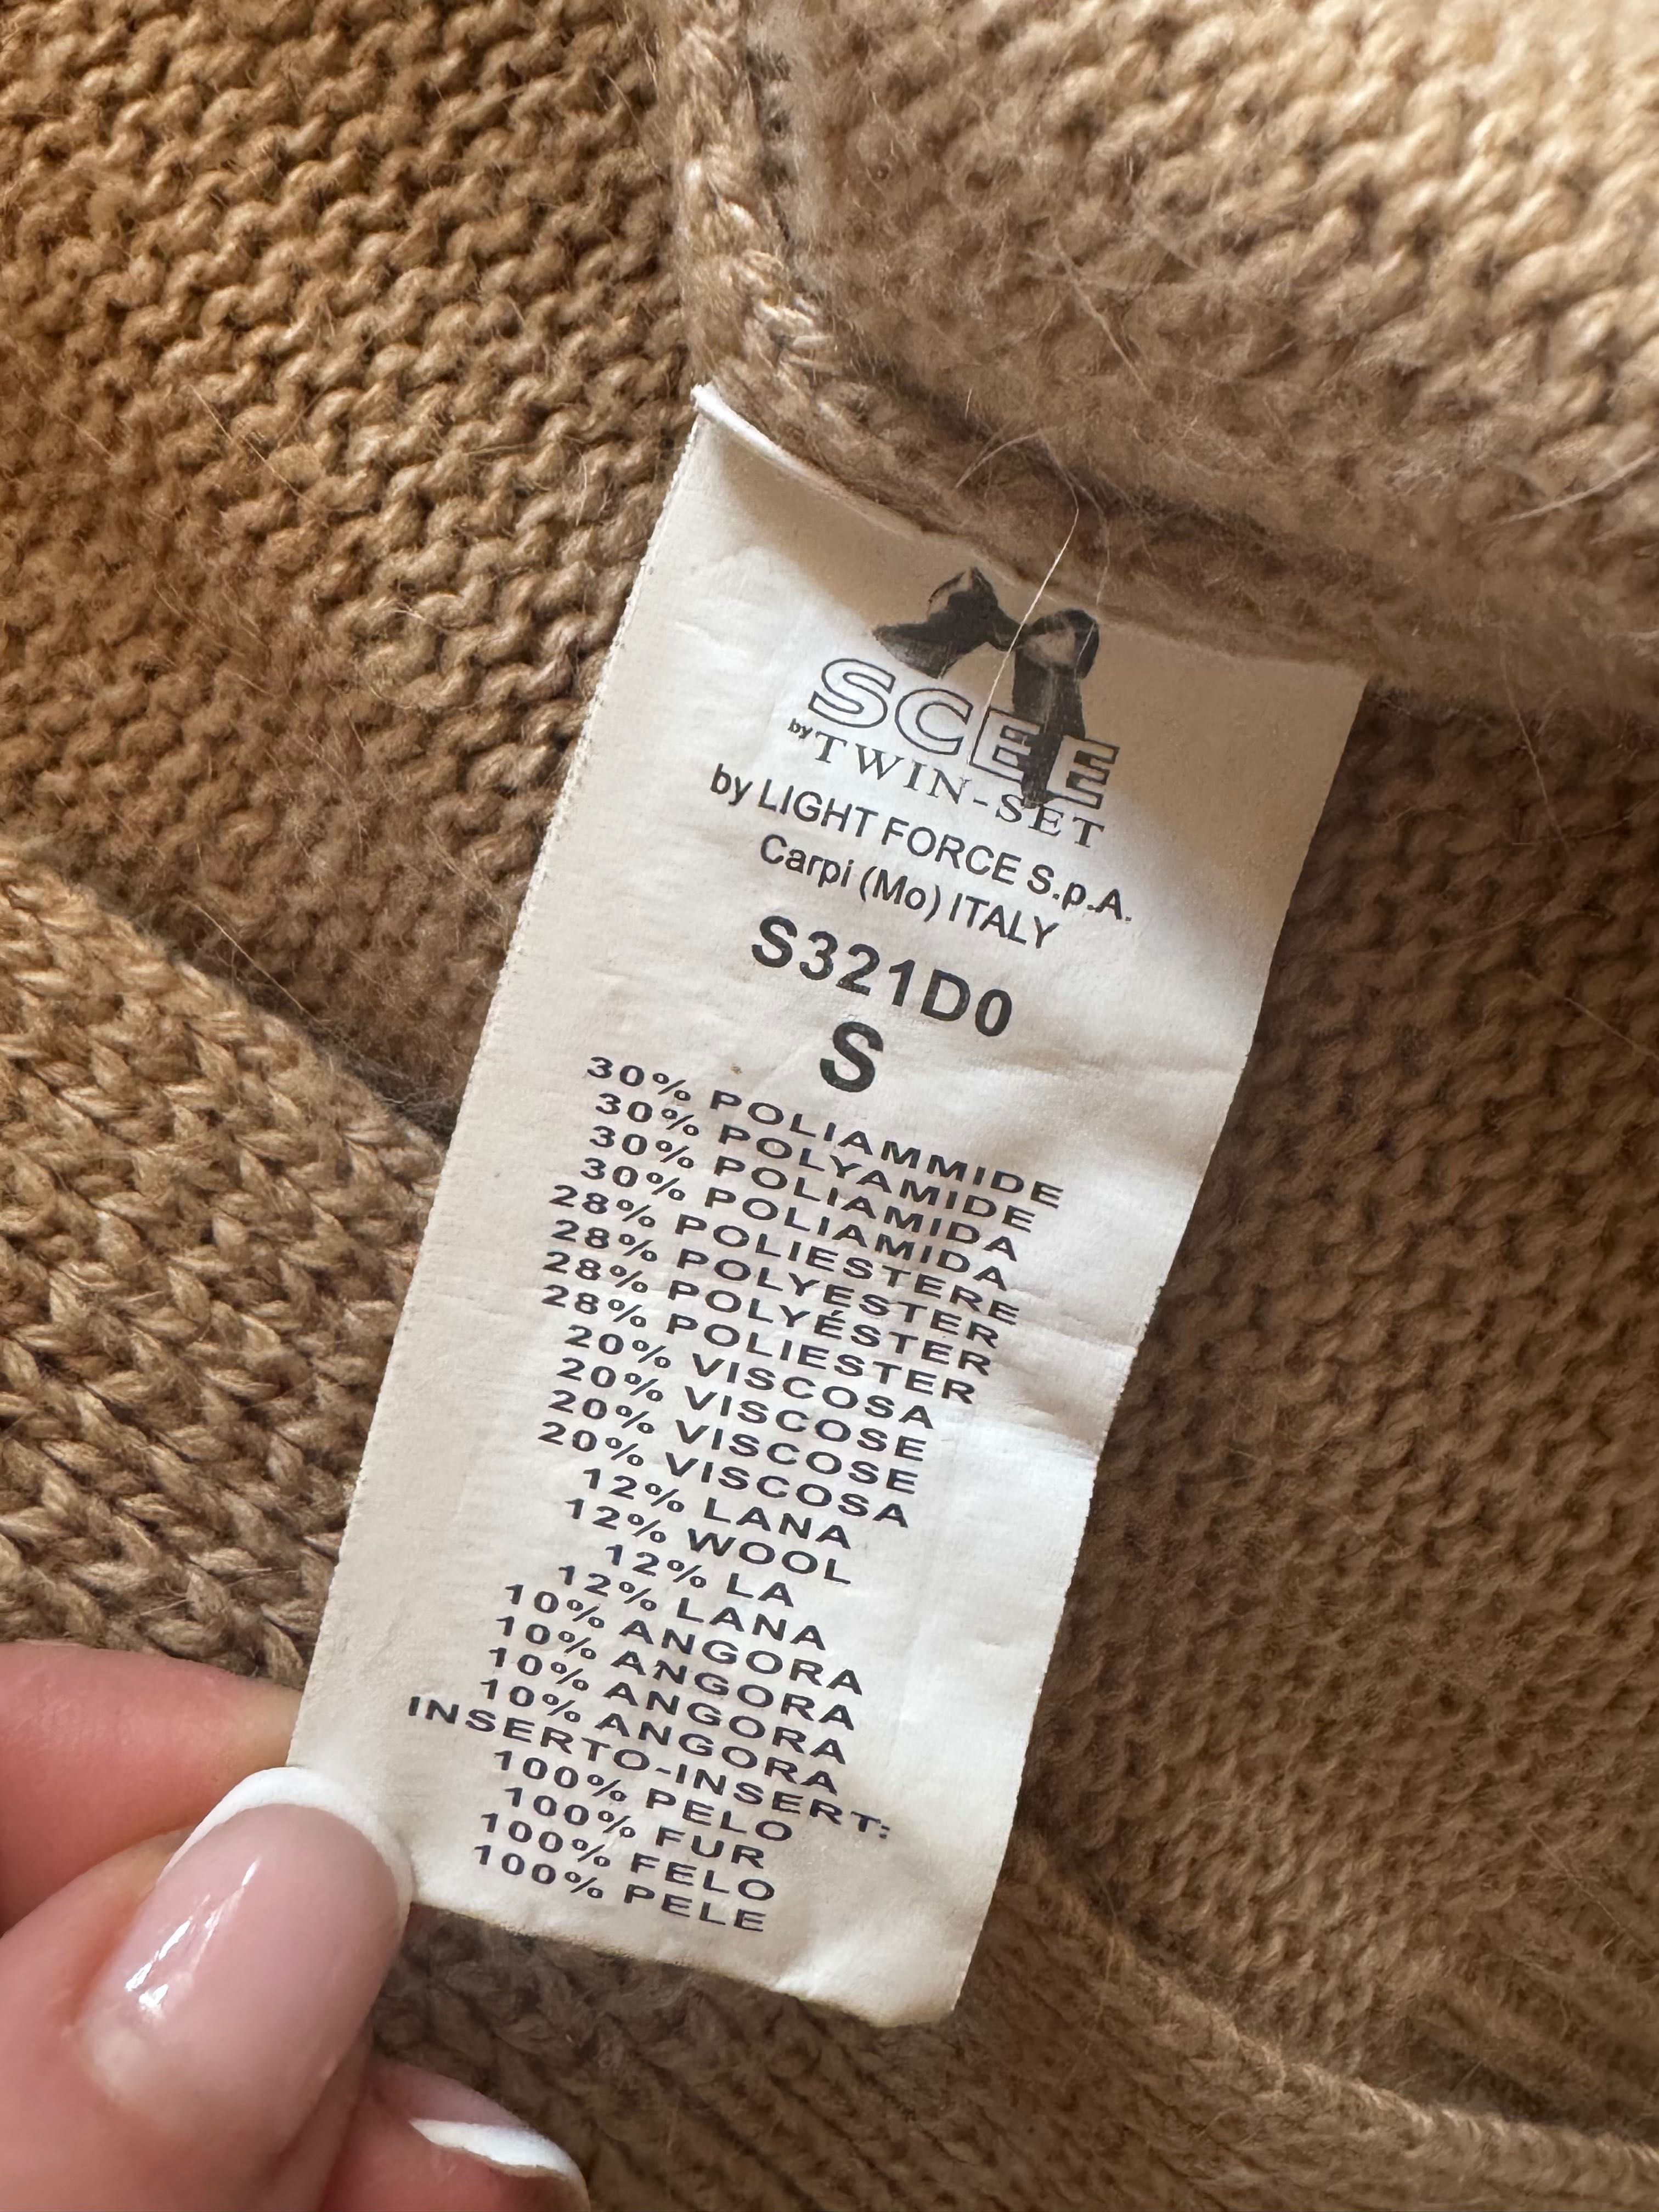 SCEE
by TWIN-SET
by LIGHT FORCE S.p.A.
Carpi (Mo) ITALY
S321D0
S
30% POLIAMMIDE
30% POLYAMIDE
30% POLIAMIDA
30% POLIAMIDA
28% POLIESTERE
28% POLYESTER
28% POLYÉSTER
28% POLIESTER
20% VISCOSA
20% VISCOSE
20% VISCOSE
20% VISCOSA
12% LANA
12% WOOL
12% LA
12% LANA
10% ANGORA
10% ANGORA
10% ANGORA
10% ANGORA
INSERTO-INSERT:
100% PELO
100% FUR
100% FELO
100% PELE